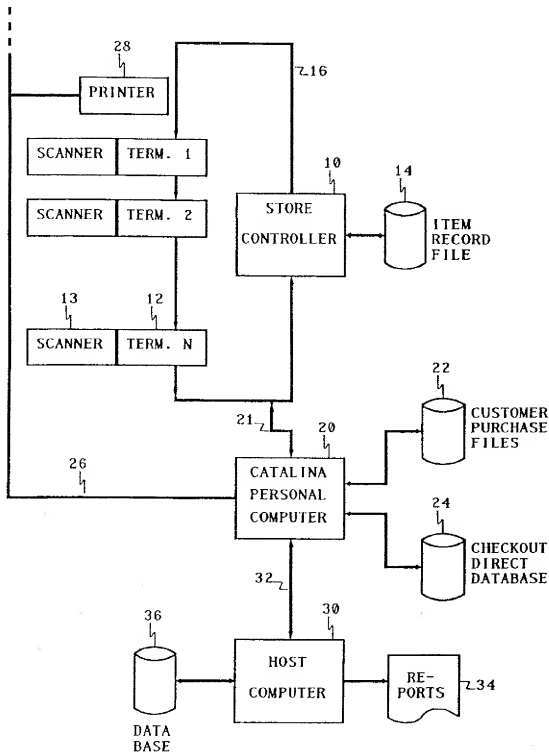 28
PRINTER
16
SCANNER TERM. 1
SCANNER TERM. 2
10
STORE
CONTROLLER
14
ITEM
RECORD
FILE
13
12
SCANNER TERM. N
21
20
CATALINA
PERSONAL
COMPUTER
22
CUSTOMER
PURCHASE
FILES
26
24
CHECKOUT
DIRECT
DATABASE
32
30
HOST
COMPUTER
36
DATA
BASE
RE-
PORTS
34